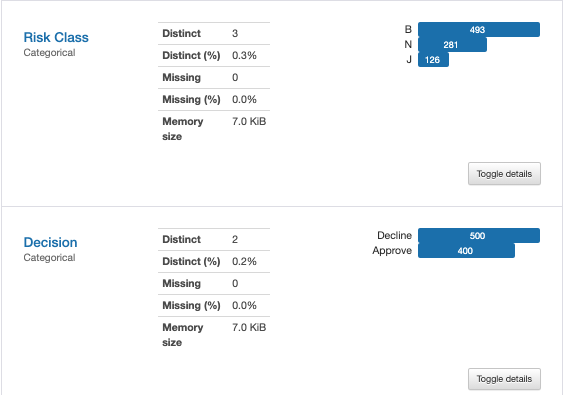 Risk Class
Categorical
Distinct 3
Distinct (%) 0.3%
Missing 0
Missing (%) 0.0%
Memory size 7.0 KiB
B 493
N 281
J 126
Toggle details
Decision
Categorical
Distinct 2
Distinct (%) 0.2%
Missing 0
Missing (%) 0.0%
Memory size 7.0 KiB
Decline 500
Approve 400
Toggle details